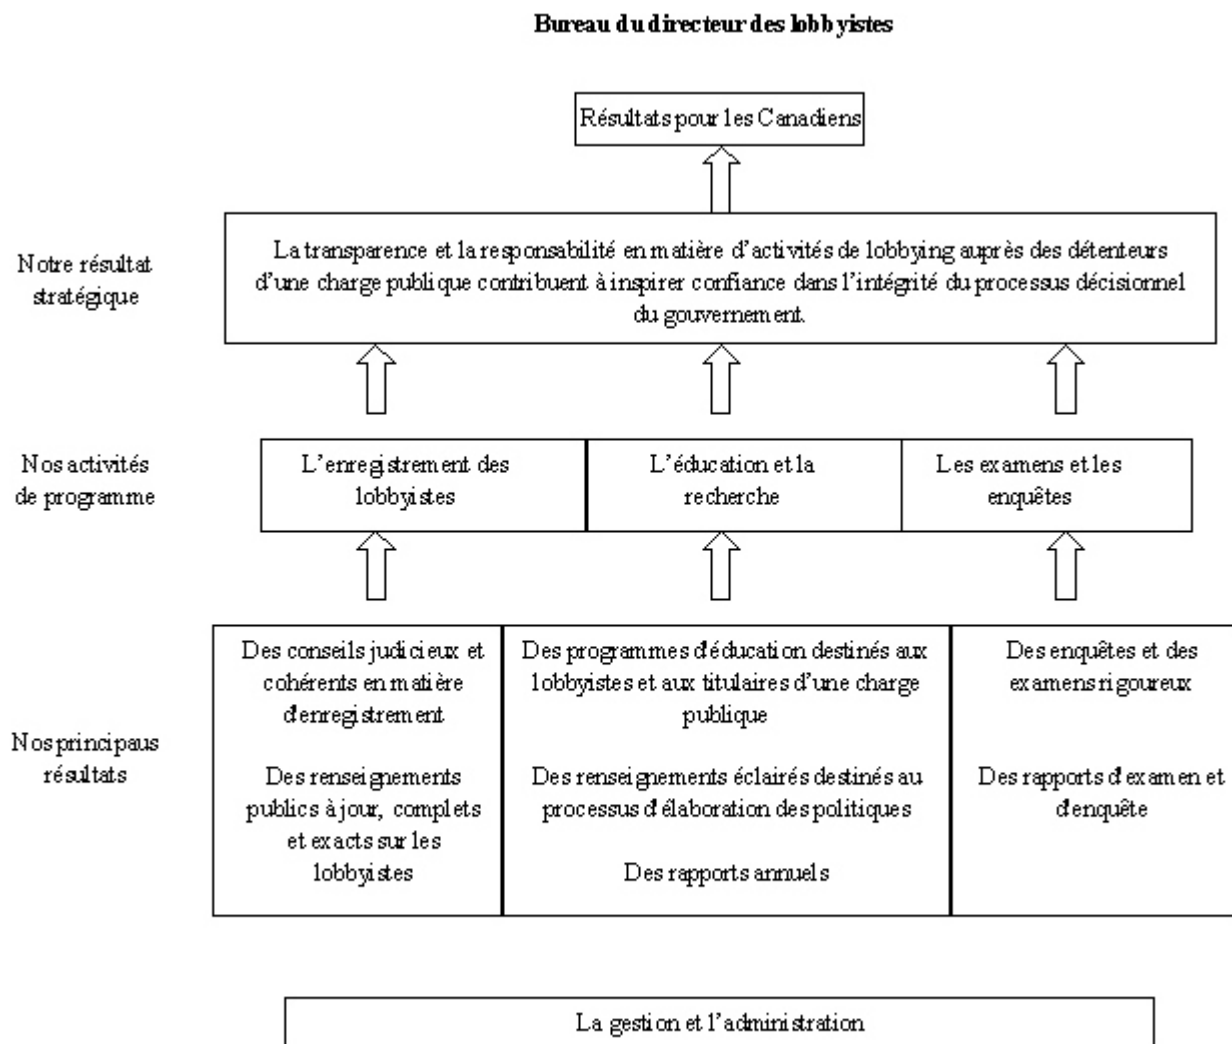 Bureau du directeur des lobbyistes
Résultats pour les Canadiens
Notre résultat
stratégique
La transparence et la responsabilité en matière d'activités de lobbying auprès des détenteurs
d'une charge publique contribuent à inspirer confiance dans l'intégrité du processus décisionnel
du gouvernement.
Nos activités
de programme
L'enregistrement des
lobbyistes
L'éducation et la
recherche
Les examens et les
enquêtes
Nos principaus
résultats
Des conseils judicieux et
cohérents en matière
d'enregistrement
Des renseignements
publics à jour, complets
et exacts sur les
lobbyistes
Des programmes d'éducation destinés aux
lobbyistes et aux titulaires d'une charge
publique
Des renseignements éclairés destinés au
processus d'élaboration des politiques
Des rapports annuels
Des enquêtes et des
examens rigoureux
Des rapports d'examen et
d'enquête
La gestion et l'administration